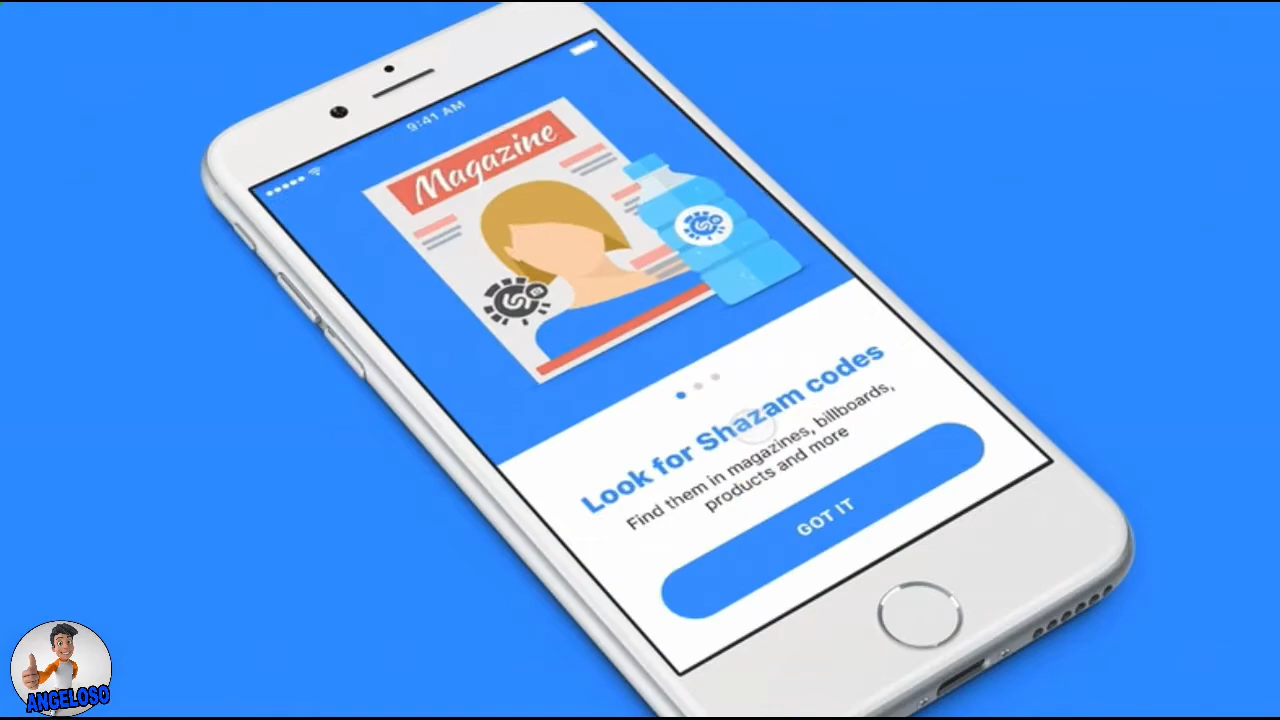 9:41 AM
Magazine
Look for Shazam codes
Find them in magazines, billboards,
products and more
GOT IT
ANGELOSO